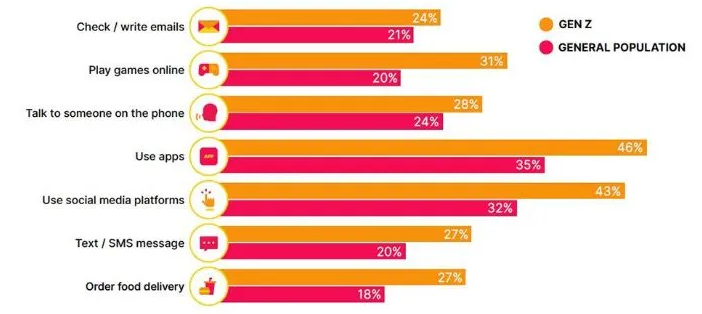 Check / write emails
24%
21%
GEN Z
GENERAL POPULATION
Play games online
31%
20%
Talk to someone on the phone
28%
24%
Use apps
46%
35%
Use social media platforms
43%
32%
Text / SMS message
27%
20%
Order food delivery
27%
18%